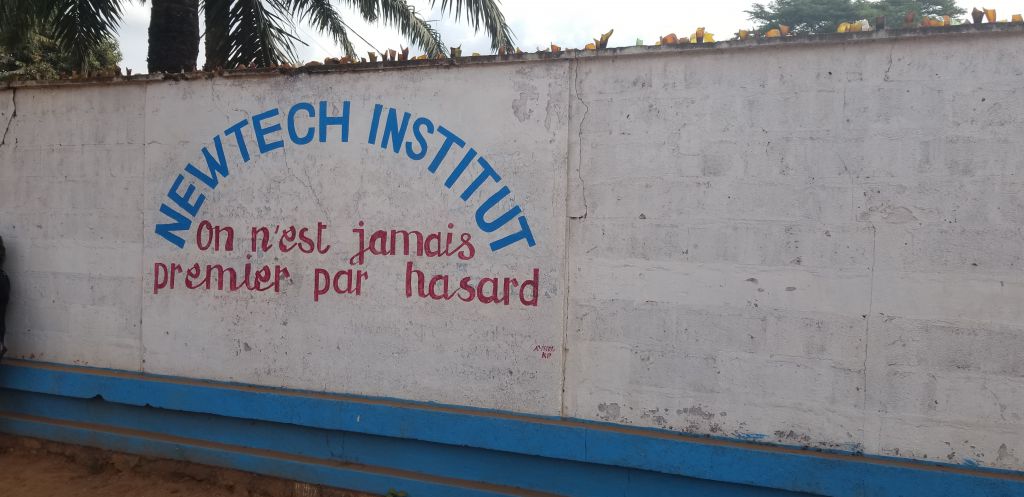 NEWTECH INSTITUT
On n'est jamais
premier par hasard